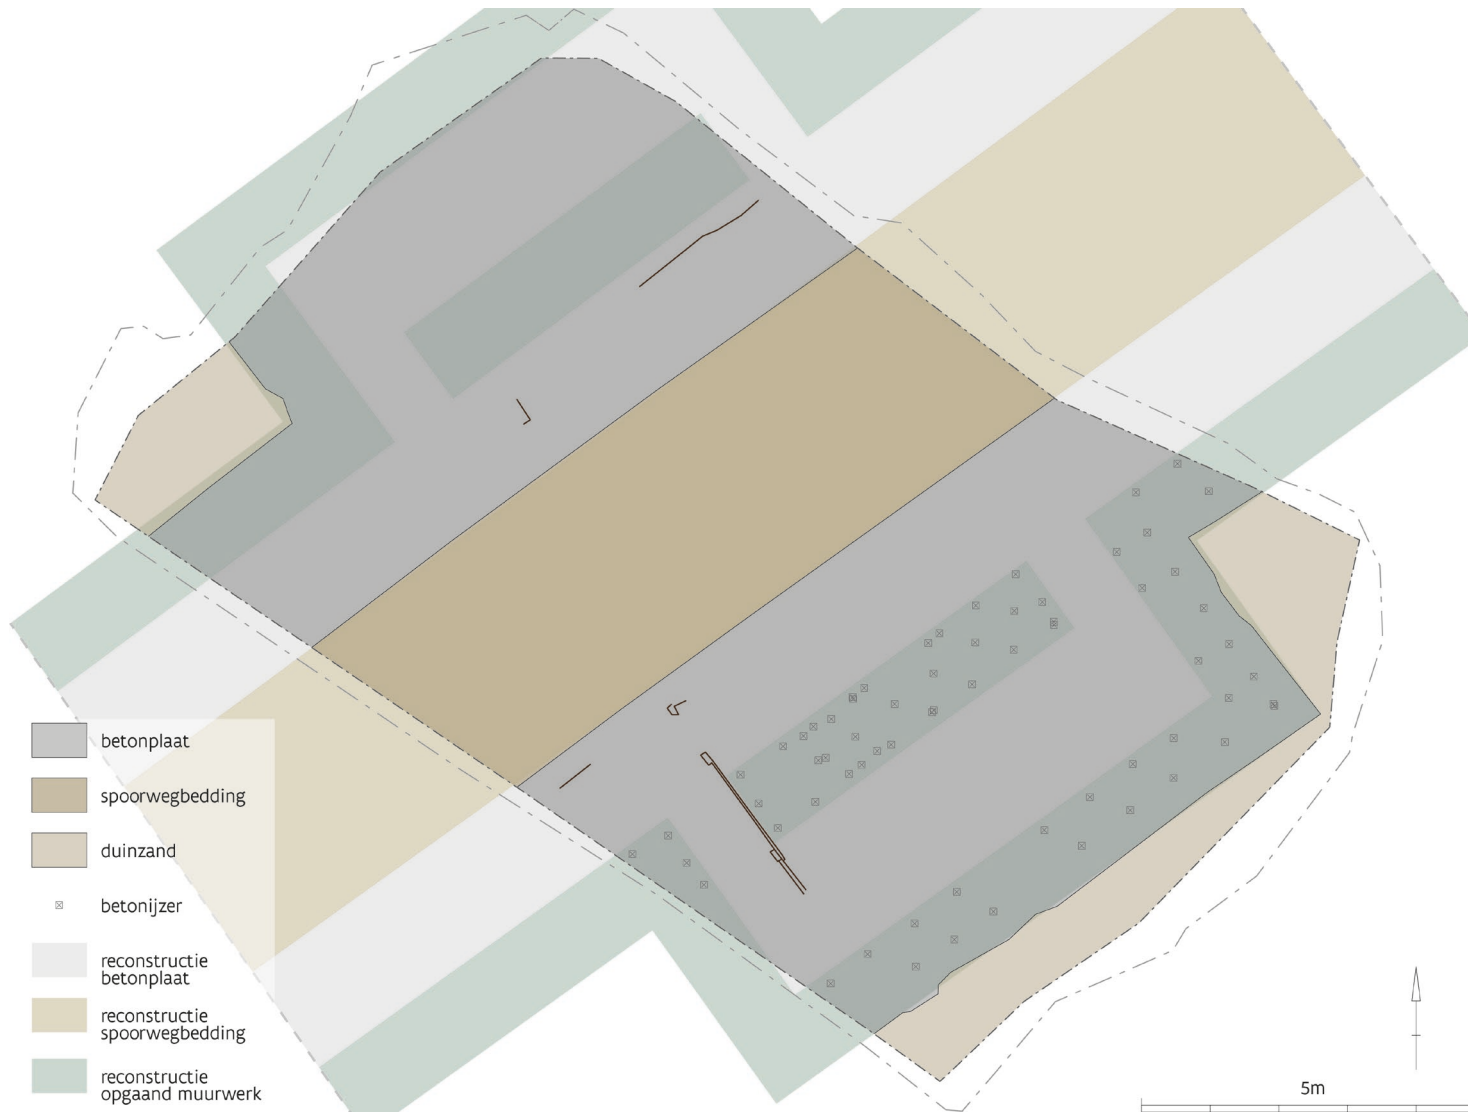 betonplaat
spoorwegbedding
duinzand
betonijzer
reconstructie
betonplaat
reconstructie
spoorwegbedding
reconstructie
opgaand muurwerk
5m